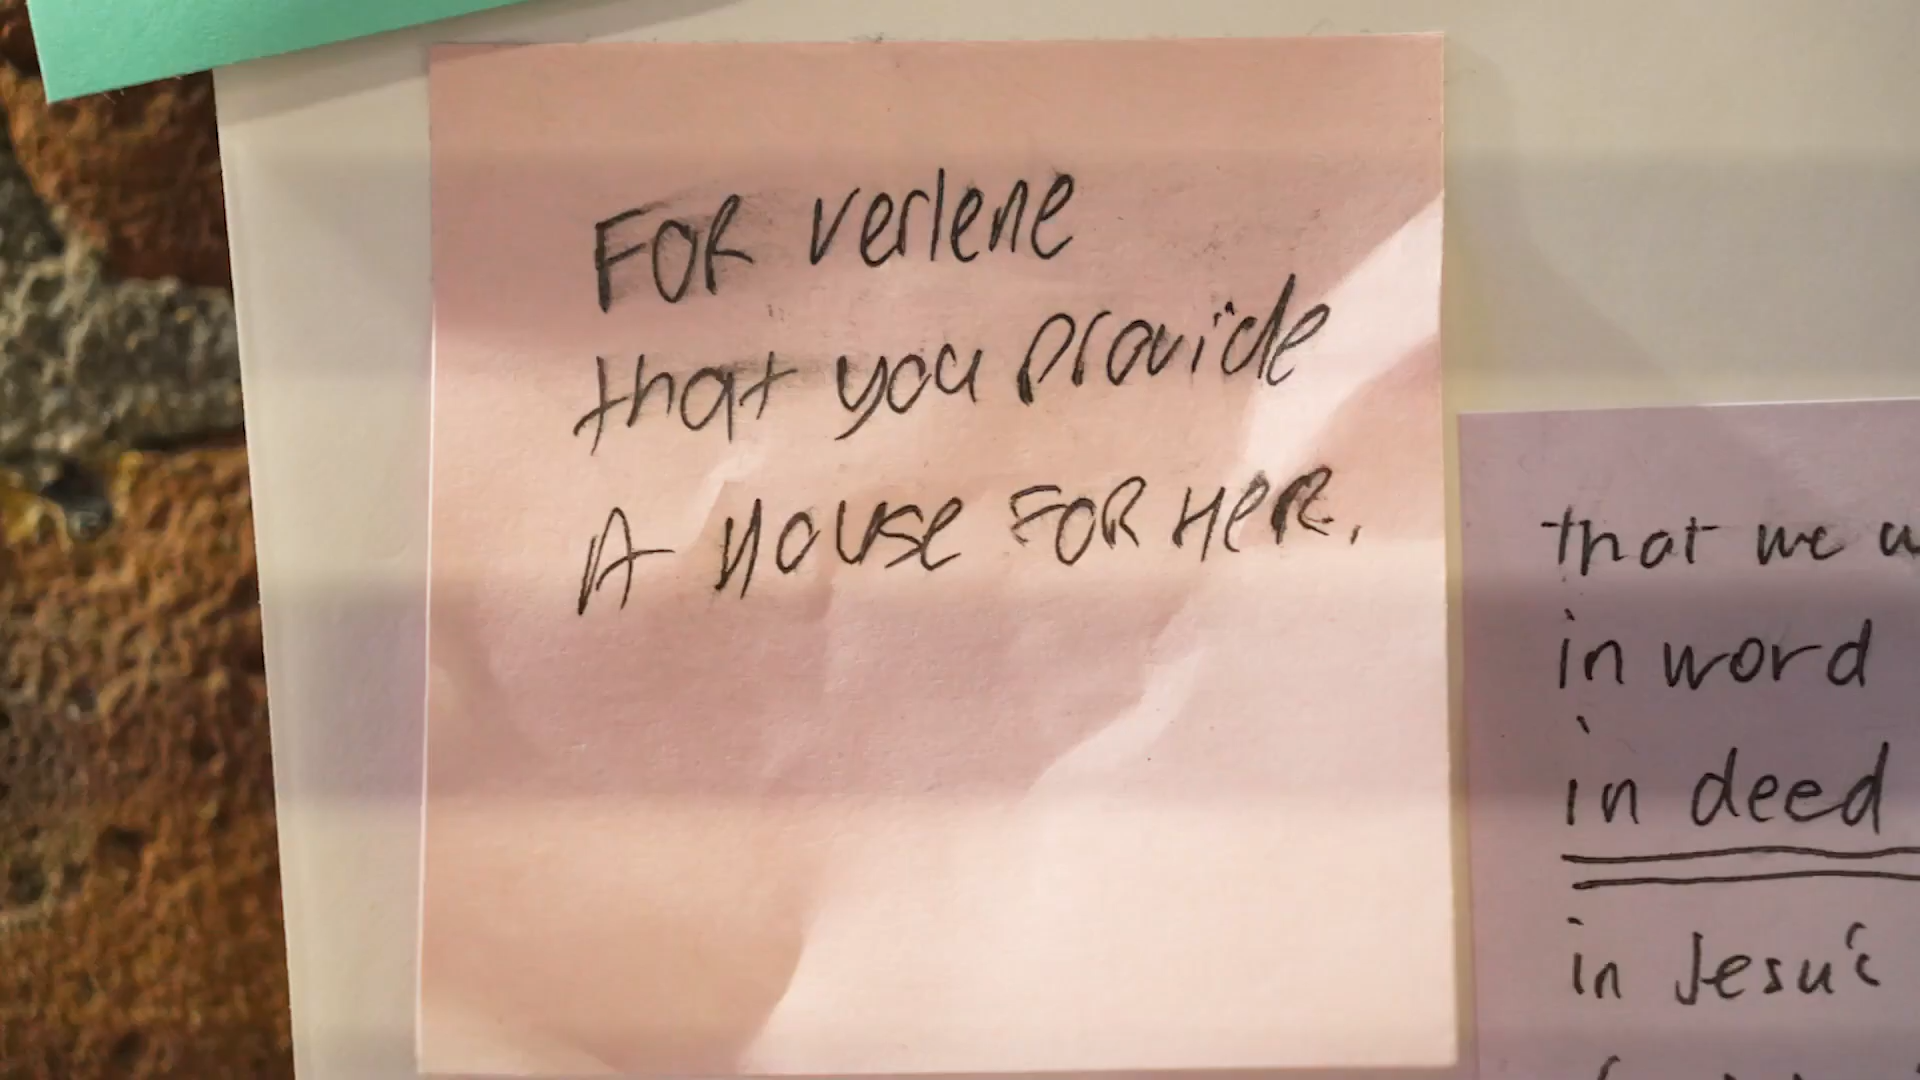 FOR verlene
that you provide
A HOUSE FOR HER.
that we
in word
in deed
in Jesu's